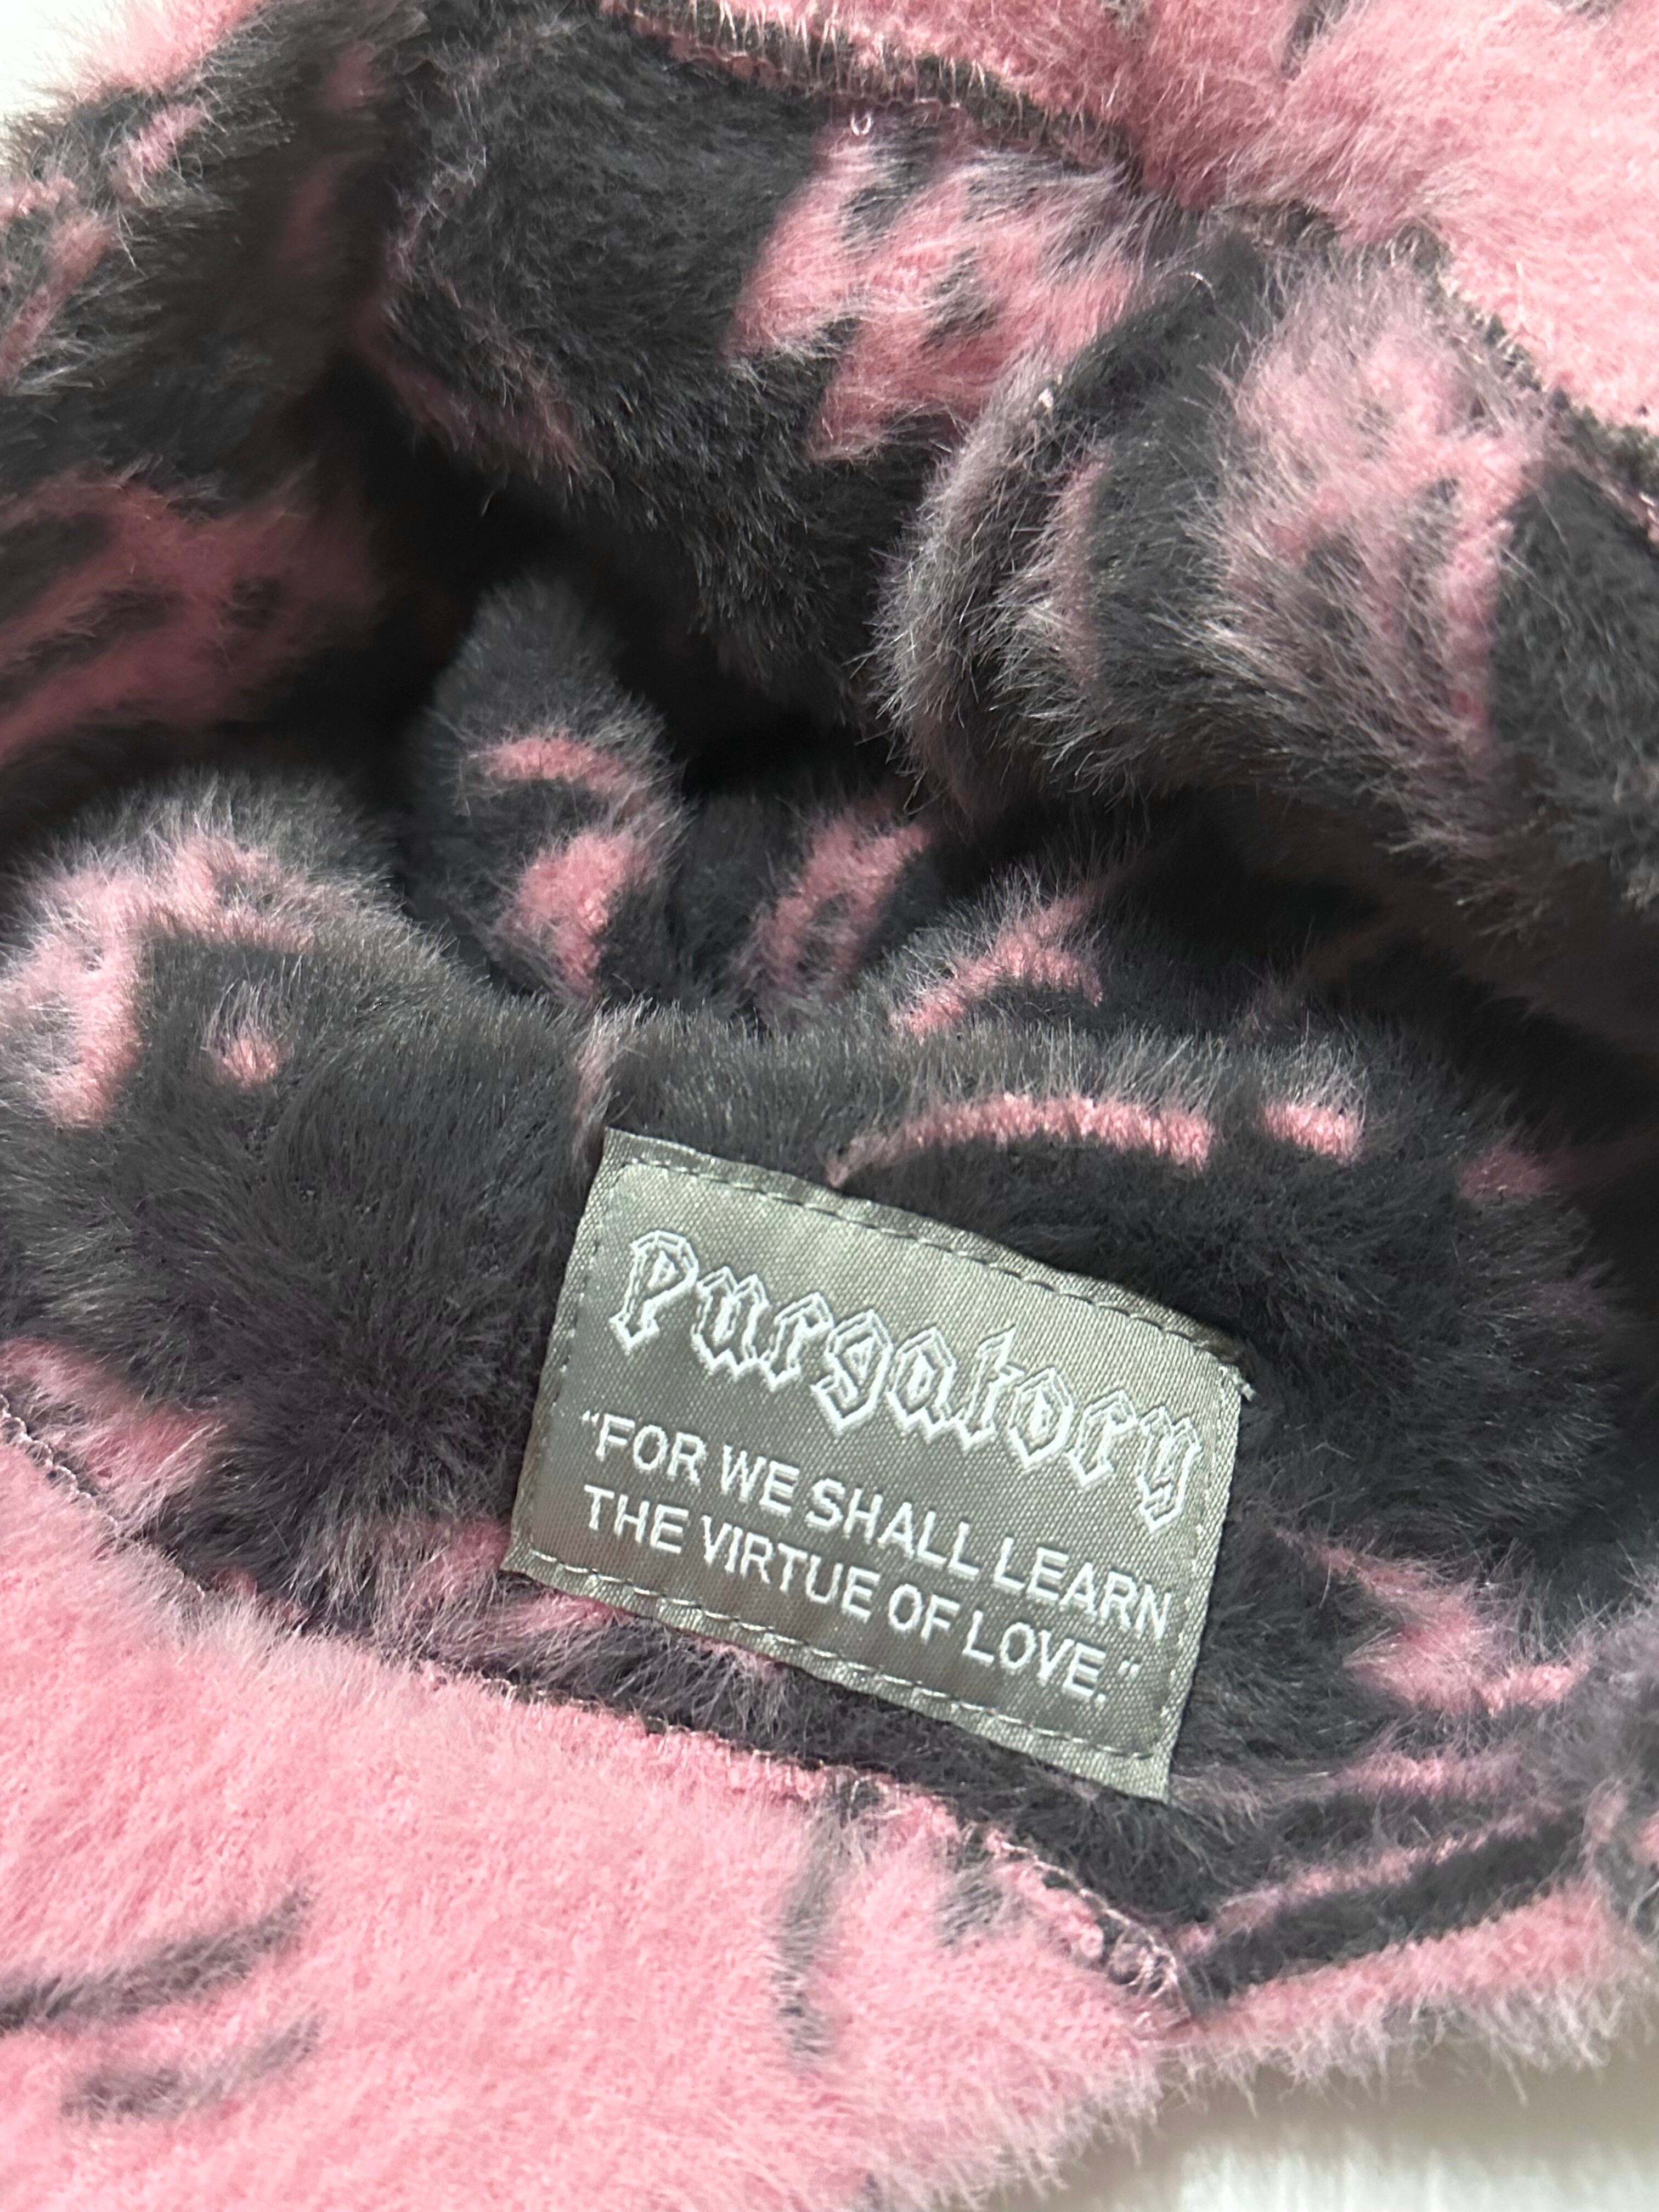 Purgatory
“FOR WE SHALL LEARN
THE VIRTUE OF LOVE.”